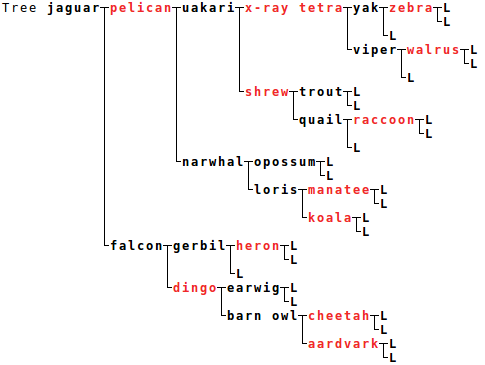 Tree jaguar pelican uakari x-ray tetra yak zebra L
L
L
viper walrus L
L
L
shrew trout L
L
quail raccoon L
L
L
narwhal opossum L
L
loris manatee L
L
koala L
L
falcon gerbil heron L
L
L
dingo earwig L
L
barn owl cheetah L
L
aardvark L
L